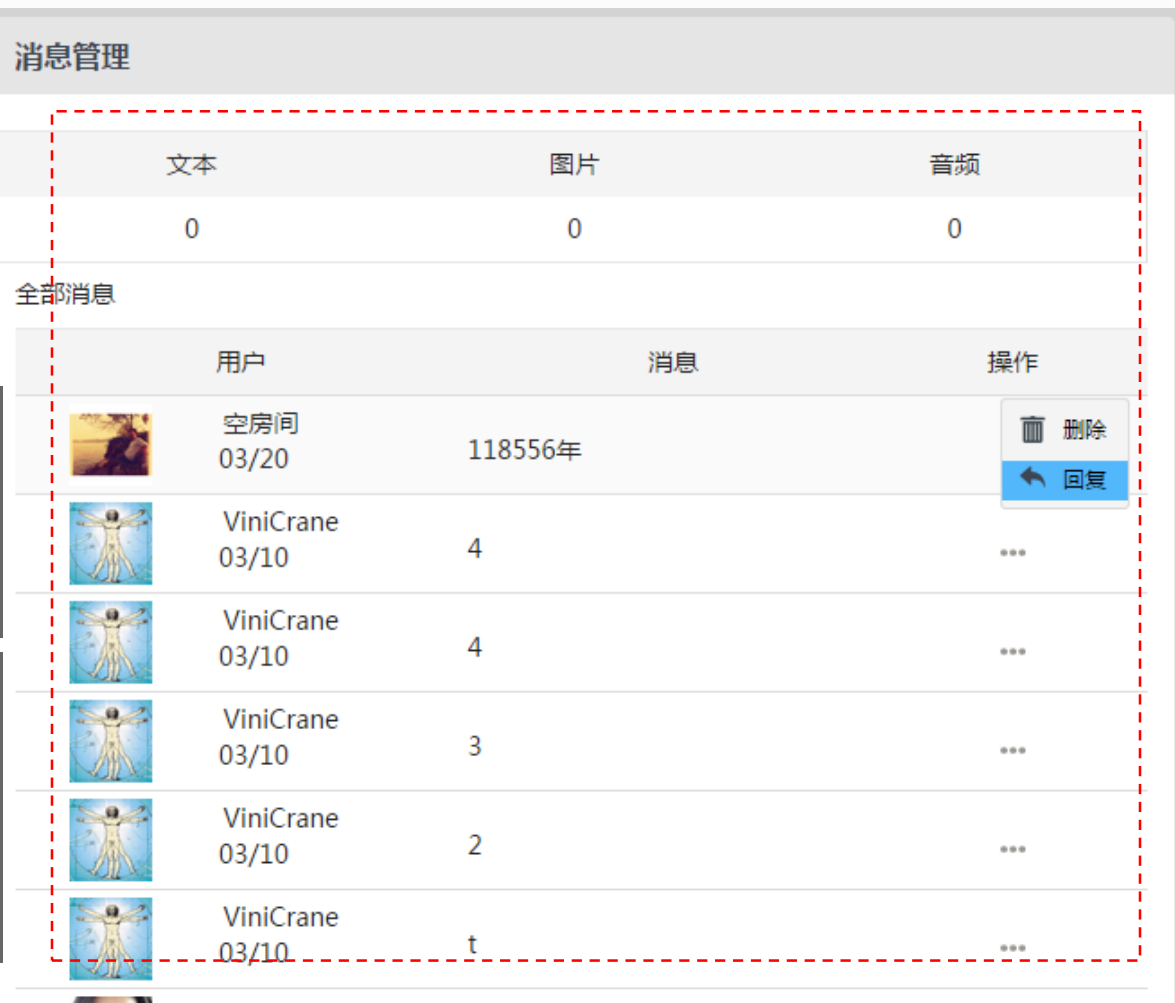 消息管理
文本 图片 音频
0 0 0
全部消息
用户 消息 操作
空房间
03/20
118556年
删除
回复
ViniCrane
03/10
4
•••
ViniCrane
03/10
4
•••
ViniCrane
03/10
3
•••
ViniCrane
03/10
2
•••
ViniCrane
03/10
t
•••